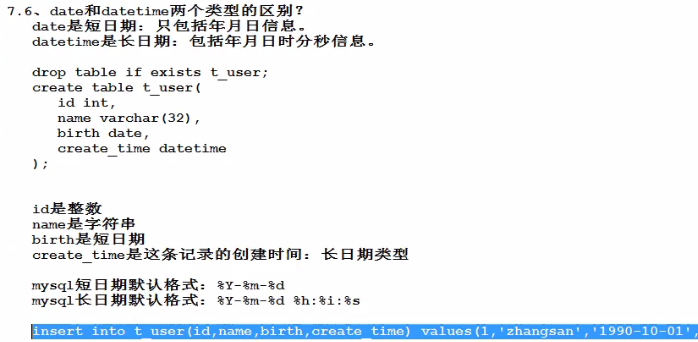 7.6、date和datetime两个类型的区别?
date是短日期：只包括年月日信息。
datetime是长日期：包括年月日时分秒信息。
drop table if exists t_user;
create table t_user(
id int,
name varchar(32),
birth date,
create_time datetime
);
id是整数
name是字符串
birth是短日期
create_time是这条记录的创建时间：长日期类型
mysql短日期默认格式：%Y-%m-%d
mysql长日期默认格式：%Y-%m-%d %h:%i:%s
insert into t_user(id,name,birth,create_time) values(1,'zhangsan','1990-10-01',